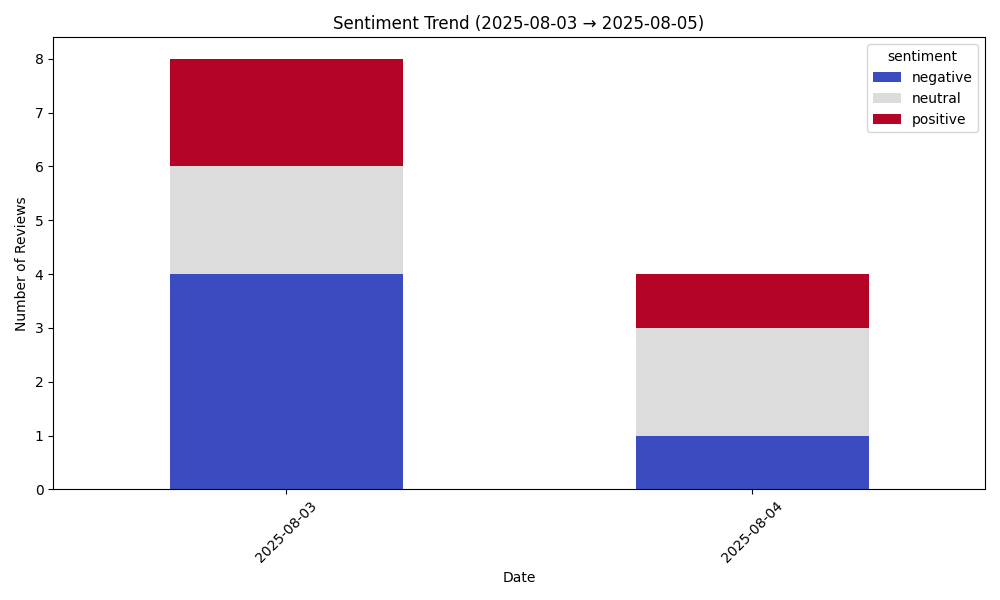 Sentiment Trend (2025-08-03 → 2025-08-05)
sentiment
negative
neutral
positive
Number of Reviews
8
7
6
5
4
3
2
1
0
2025-08-03
2025-08-04
Date